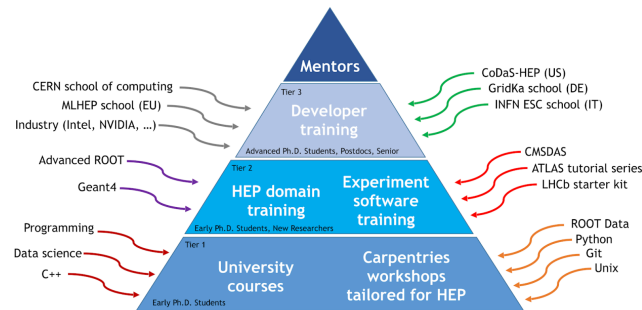 Mentors
CERN school of computing
MLHEP school (EU)
Industry (Intel, NVIDIA, ...)
Tier 3
Developer
training
Advanced Ph.D. Students, Postdocs, Senior
CoDaS-HEP (US)
GridKa school (DE)
INFN ESC school (IT)
Advanced ROOT
Geant4
Tier 2
HEP domain
training
Experiment
software
training
Early Ph.D. Students, New Researchers
CMSDAS
ATLAS tutorial series
LHCb starter kit
Programming
Data science
C++
Tier 1
University
courses
Carpentries
workshops
tailored for HEP
Early Ph.D. Students
ROOT Data
Python
Git
Unix